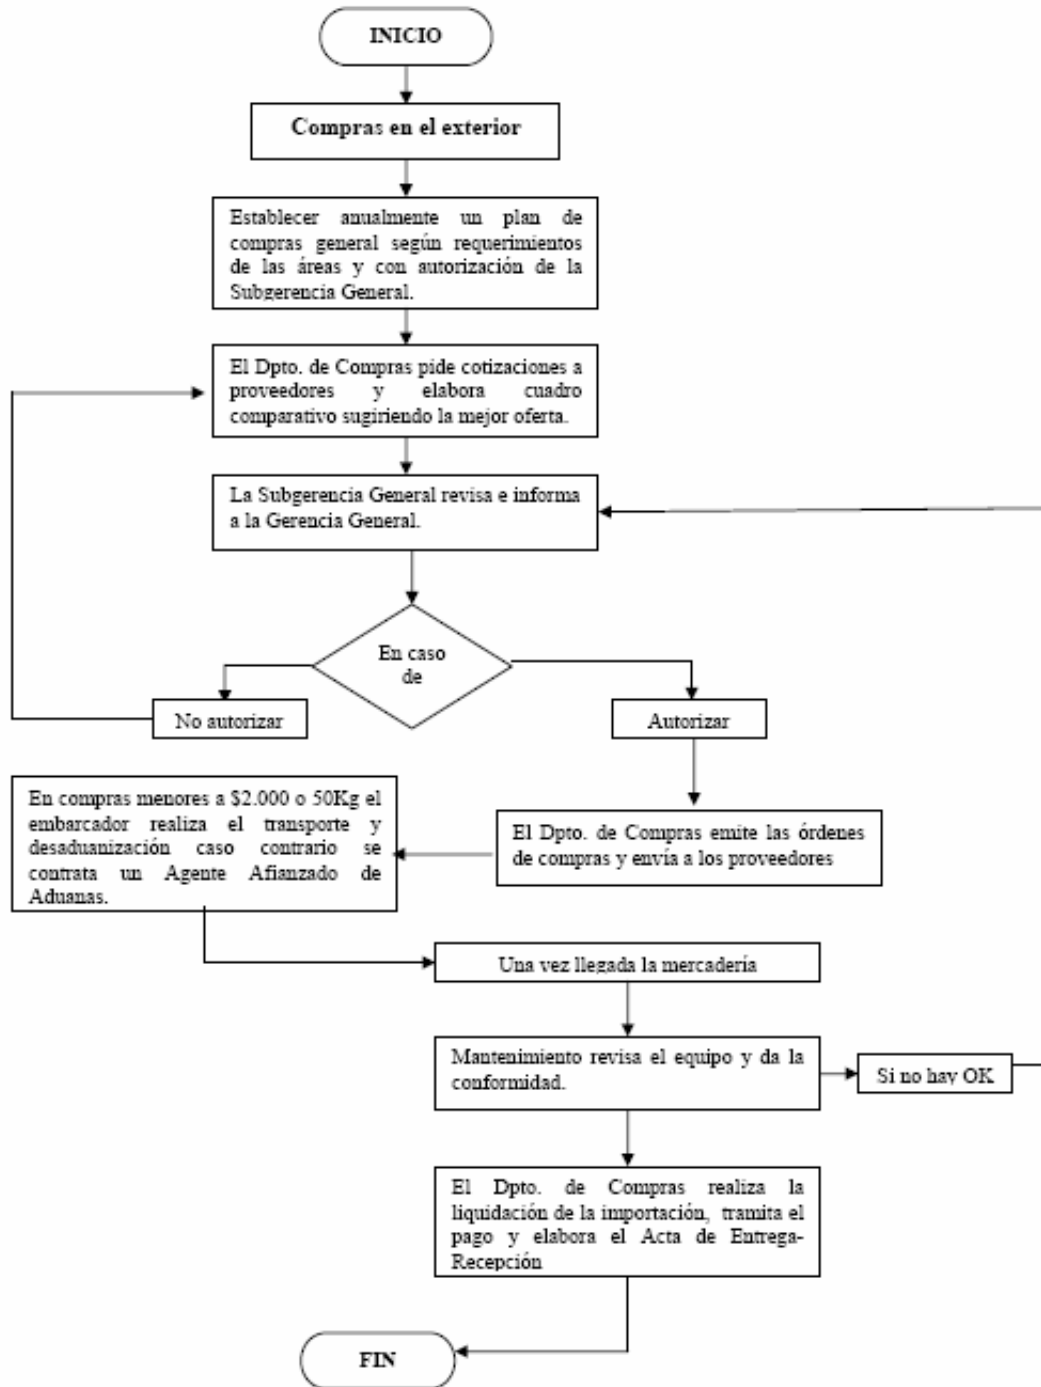 INICIO
Compras en el exterior
Establecer anualmente un plan de
compras general según requerimientos
de las áreas y con autorización de la
Subgerencia General.
El Dpto. de Compras pide cotizaciones a
proveedores y elabora cuadro
comparativo sugiriendo la mejor oferta.
La Subgerencia General revisa e informa
a la Gerencia General.
En caso
de
No autorizar
Autorizar
En compras menores a $2.000 o 50Kg el
embarcador realiza el transporte y
desaduanización caso contrario se
contrata un Agente Afianzado de
Aduanas.
El Dpto. de Compras emite las órdenes
de compras y envía a los proveedores
Una vez llegada la mercadería
Mantenimiento revisa el equipo y da la
conformidad.
Si no hay OK
El Dpto. de Compras realiza la
liquidación de la importación, tramita el
pago y elabora el Acta de Entrega-
Recepción
FIN